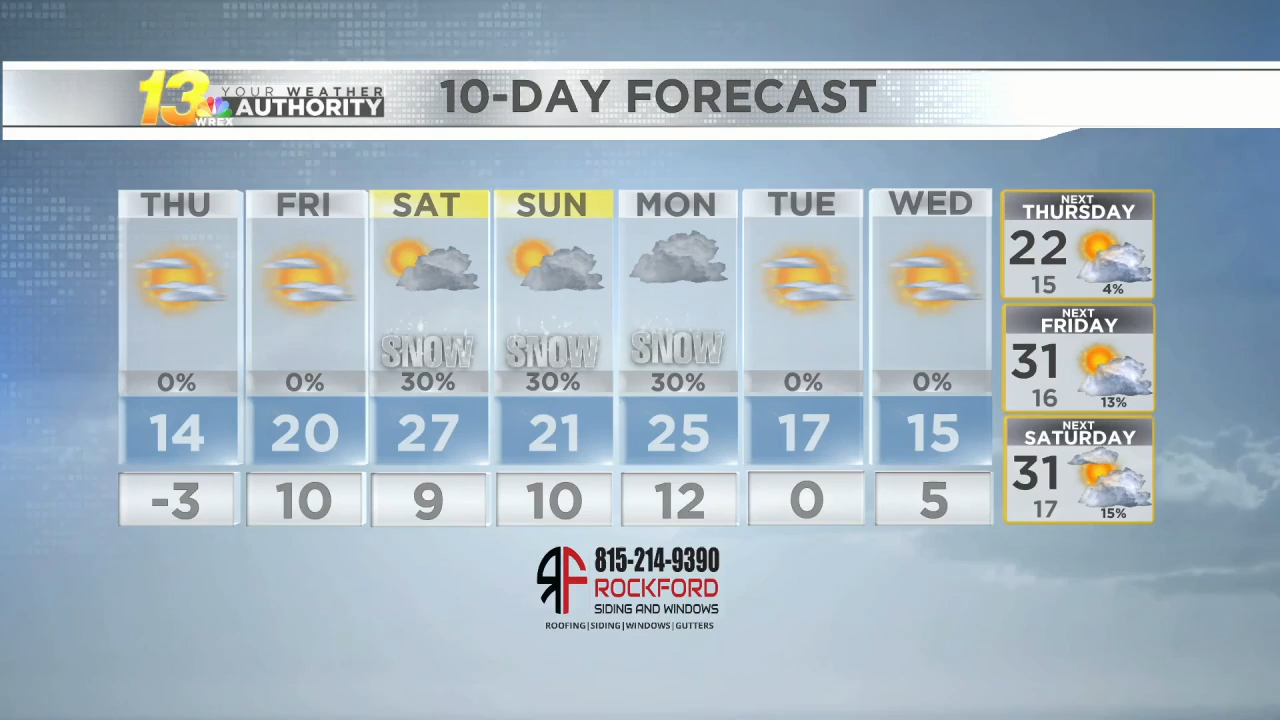 13 YOUR WEATHER
WREX AUTHORITY
10-DAY FORECAST
THU
0%
14
-3
FRI
0%
20
10
SAT
SNOW
30%
27
9
SUN
SNOW
30%
21
10
MON
SNOW
30%
25
12
TUE
0%
17
0
WED
0%
15
5
NEXT
THURSDAY
22
15
4%
NEXT
FRIDAY
31
16
13%
NEXT
SATURDAY
31
17
15%
RF
815-214-9390
ROCKFORD
SIDING AND WINDOWS
ROOFING|SIDING|WINDOWS|GUTTERS